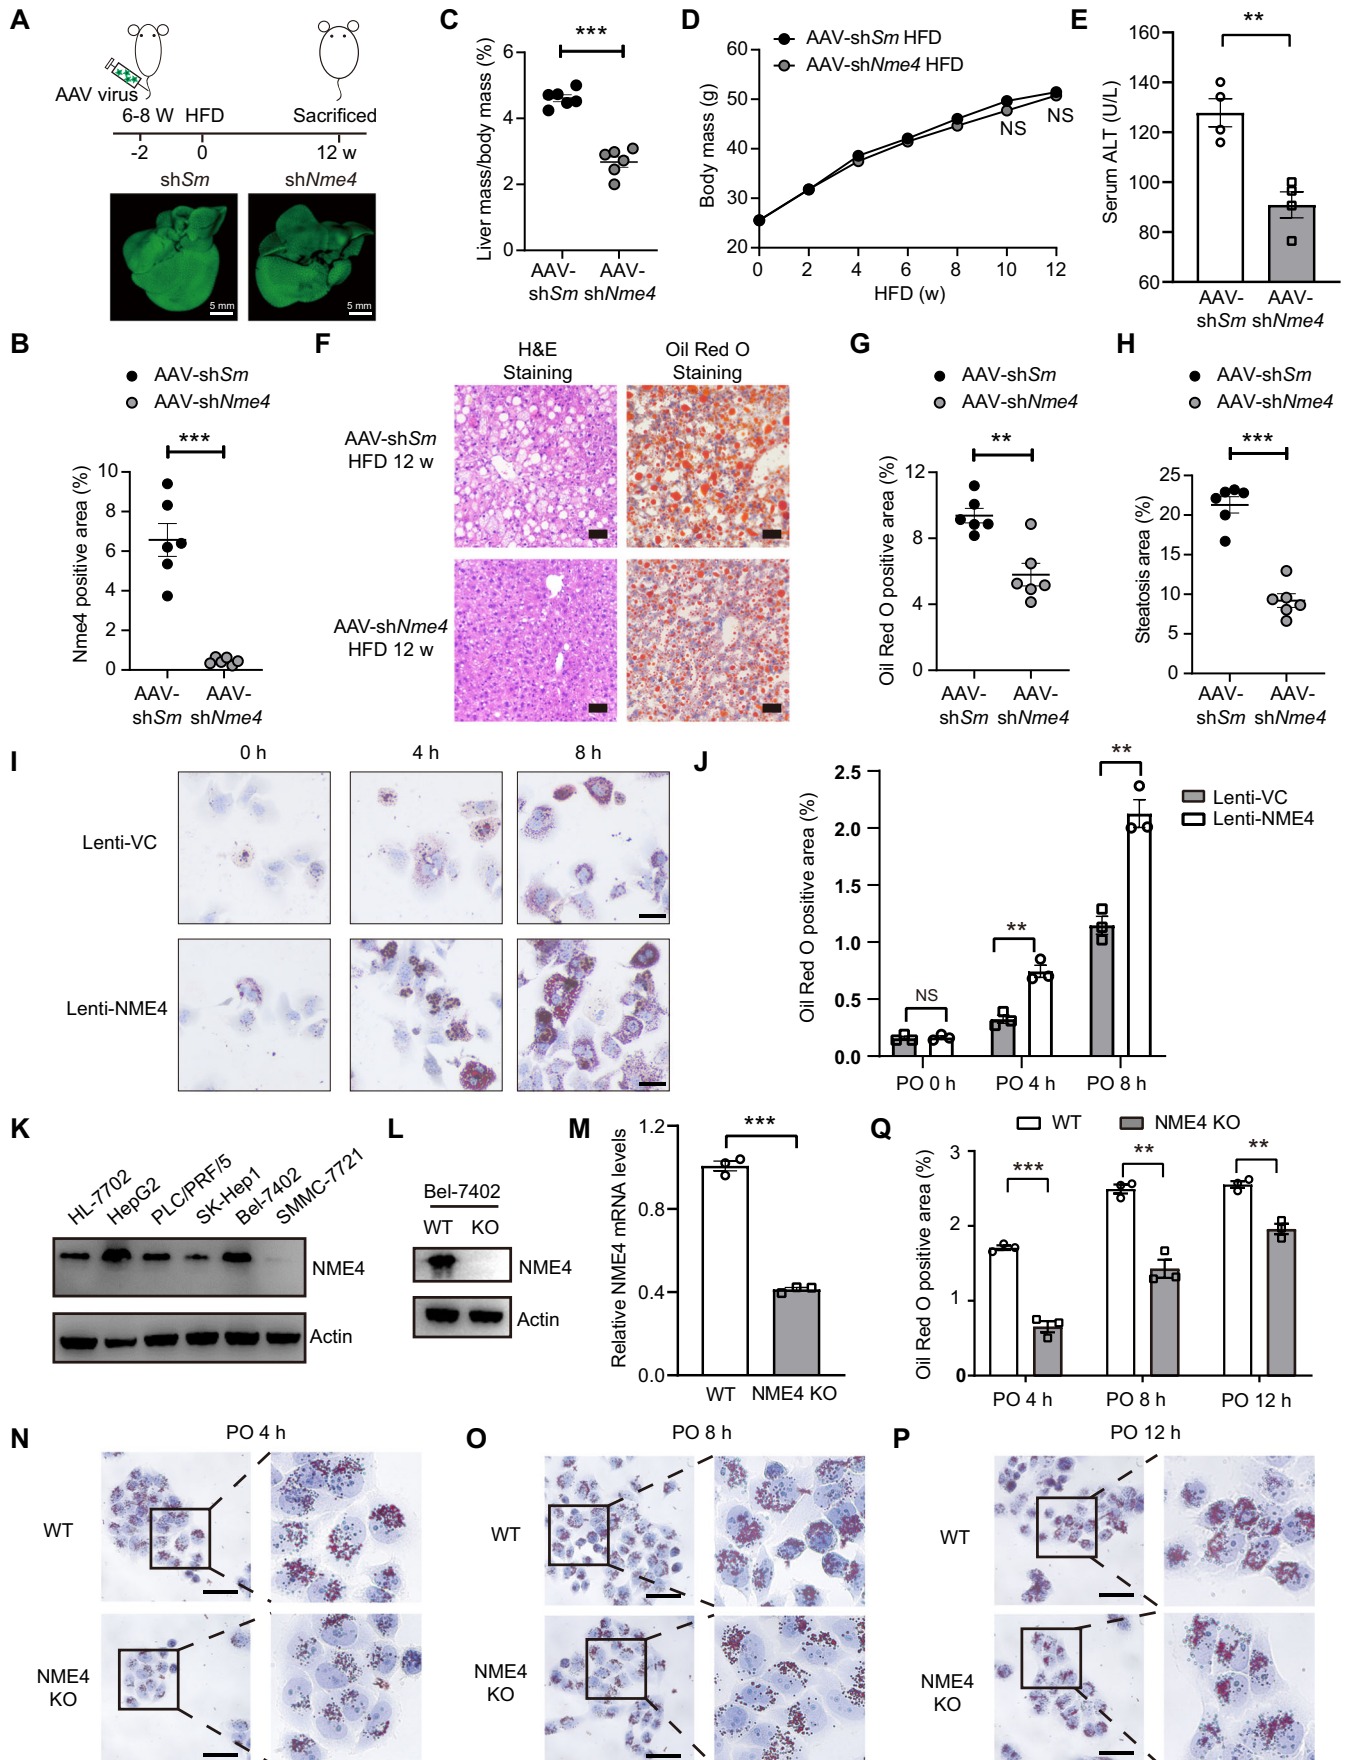 A
AAV virus
6-8 W
HFD
Sacrificed
-2
0
12 w
shSm
shNme4
5 mm
5 mm
C
Liver mass/body mass (%)
6
4
2
0
***
AAV-
shSm
AAV-
shNme4
D
AAV-shSm HFD
AAV-shNme4 HFD
Body mass (g)
60
50
40
30
20
NS
NS
0 2 4 6 8 10 12
HFD (w)
E
Serum ALT (U/L)
160
140
120
100
80
60
**
AAV-
shSm
AAV-
shNme4
B
AAV-shSm
AAV-shNme4
***
Nme4 positive area (%)
10
8
6
4
2
0
AAV-
shSm
AAV-
shNme4
F
H&E
Staining
Oil Red O
Staining
AAV-shSm
HFD 12 w
AAV-shNme4
HFD 12 w
G
AAV-shSm
AAV-shNme4
**
Oil Red O positive area (%)
12
8
4
0
AAV-
shSm
AAV-
shNme4
H
AAV-shSm
AAV-shNme4
***
Steatosis area (%)
25
20
15
10
5
0
AAV-
shSm
AAV-
shNme4
I
0 h
4 h
8 h
Lenti-VC
Lenti-NME4
J
Oil Red O positive area (%)
2.5
2.0
1.5
1.0
0.5
0.0
NS
**
**
PO 0 h
PO 4 h
PO 8 h
Lenti-VC
Lenti-NME4
K
HL-7702
HepG2
PLC/PRF/5
SK-Hep1
Bel-7402
SMMC-7721
NME4
Actin
L
Bel-7402
WT KO
NME4
Actin
M
Relative NME4 mRNA levels
1.2
0.8
0.4
0.0
***
WT
NME4 KO
Q
WT
NME4 KO
Oil Red O positive area (%)
3
2
1
0
***
**
**
PO 4 h
PO 8 h
PO 12 h
N
PO 4 h
WT
NME4
KO
O
PO 8 h
WT
NME4
KO
P
PO 12 h
WT
NME4
KO